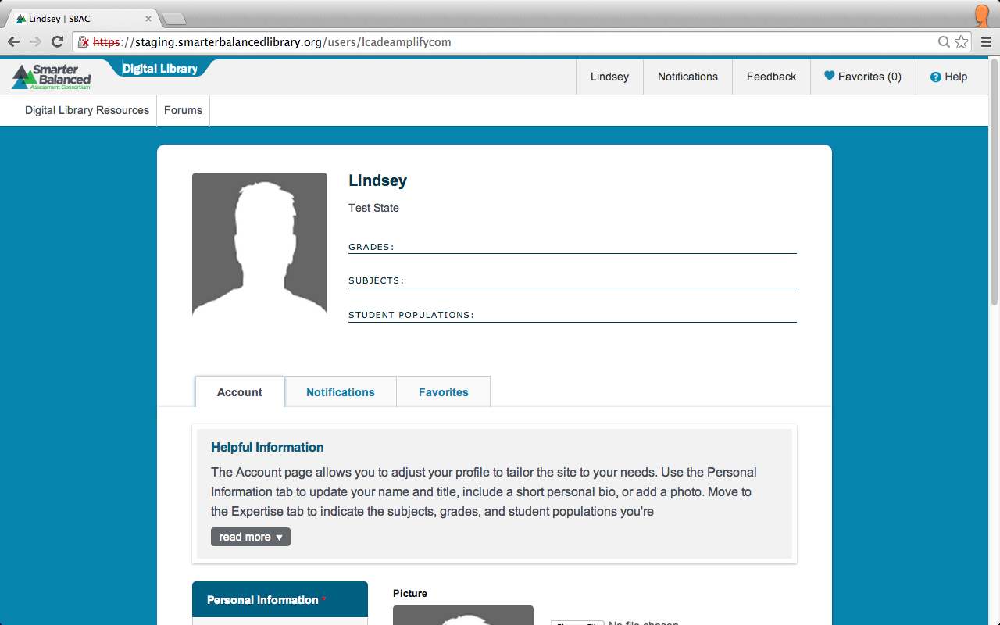 Lindsey | SBAC
https://staging.smarterbalancedlibrary.org/users/lcadeamplifycom
Smarter Balanced Assessment Consortium
Digital Library
Lindsey
Notifications
Feedback
Favorites (0)
Help
Digital Library Resources
Forums
Lindsey
Test State
GRADES:
SUBJECTS:
STUDENT POPULATIONS:
Account
Notifications
Favorites
Helpful Information
The Account page allows you to adjust your profile to tailor the site to your needs. Use the Personal
Information tab to update your name and title, include a short personal bio, or add a photo. Move to
the Expertise tab to indicate the subjects, grades, and student populations you're
read more ▼
Personal Information *
Picture
No file chosen